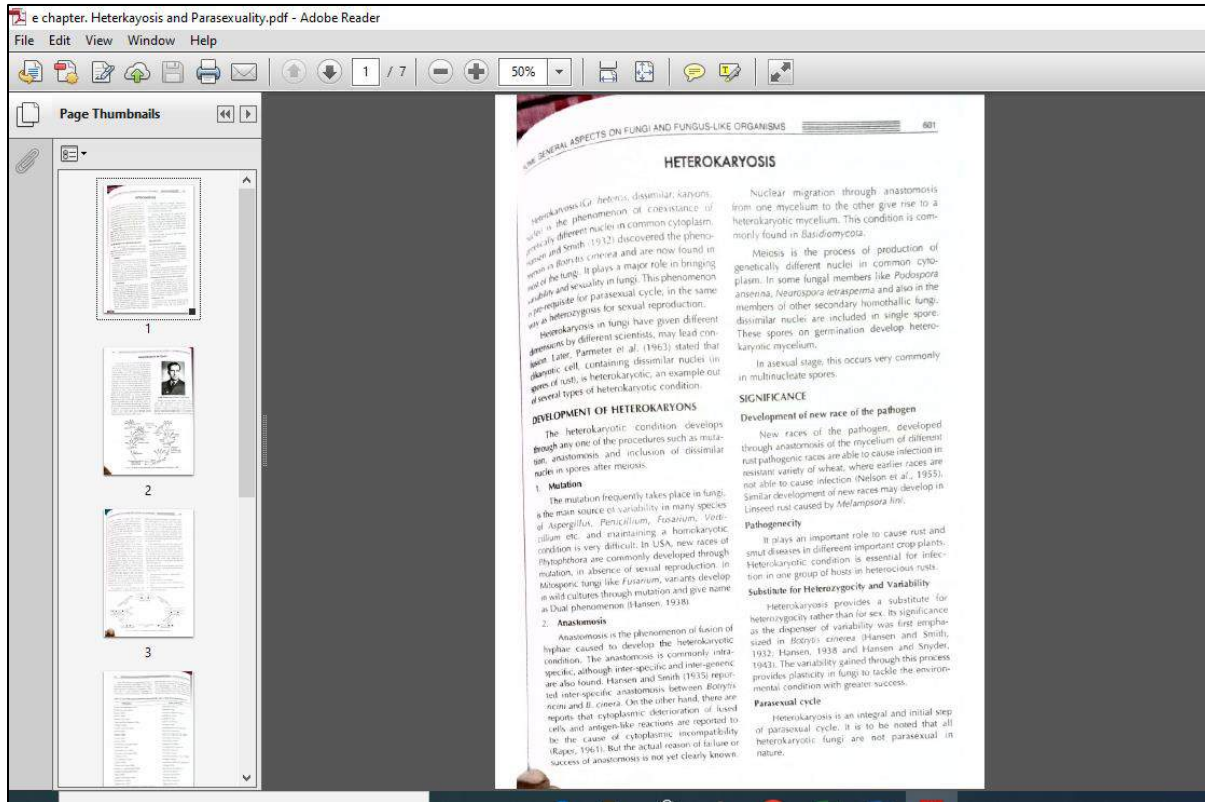 e chapter. Heterkayosis and Parasexuality.pdf - Adobe Reader
File Edit View Window Help
1 / 7 50%
Page Thumbnails
1
2
3
SOME GENERAL ASPECTS ON FUNGI AND FUNGUS-LIKE ORGANISMS 601
HETEROKARYOSIS
Heterokaryosis (Gr. heteros, dissimilar; karyons,
is the phenomenon of coexistance of
genetically different nuclei in common cytoplasm.
Hansen and Smith (1932) discovered the pheno-
menon in Botrytis cinerea and are now found in
most of the fungi. It plays a major role in bringing
variability and sexuality in fungi. This phenomenon
is pre-requisite for parasexual cycle, in the same
way as heterozygosis for sexual reproduction.
Heterokaryosis in fungi have given different
dimensions by different scientists, may lead con-
fusion. Later, Parmeter et al. (1963) stated that
dikaryotic cell, containing dissimilar nuclei (in
spores of rust), is heterokaryotic, an example out
of several types of heterokaryotic condition.
DEVELOPMENT OF HETEROKARYONS
The heterokaryotic condition develops
through any one of the procedures such as muta-
tion, anastomosis and inclusion of dissimilar
nuclei in spores after meiosis.
1. Mutation
The mutation frequently takes place in fungi,
is the main source of variability in many species
of Aspergillus, Penicillium, Fusarium, Verti-
cillium etc. and maintaining a homokaryotic
condition is very difficult. In USA, new races of
Phytophthora are commonly developed through
mutation, in absence of sexual reproduction. In
Mitosporic fungi like Fusarium, variants develop
in wild cultures through mutation and give name
as Dual phenomenon (Hansen, 1938).
2. Anastomosis
Anastomosis is the phenomenon of fusion of
hyphae caused to develop the heterokaryotic
condition. The anastomosis is commonly intra-
specific, although inter-specific and inter-generic
are also found. Hansen and Smith (1935) repor-
ted inter-specific anastomosis between Botrytis
ricini and B. cinera. On the other hand, there are
reports that cytoplasmic deterioration of fused
cells and antigen-like reactions are reported to
be the cause of cytoplasmic incompatibility
(Raper, 1961). But the actual reason of failure or
success of anastomosis is not yet clearly known.
Nuclear migration through anastomosis
from one mycelium to the other give rise to a
heterokaryotic mycelium. This condition is com-
monly found in Basidiomycota.
Meiosis is the process of production of
genetically different nuclei in common cyto-
plasm. In some fungal members like Podospora
anserina, Neurospora tetrasperma and also in the
members of other secondary homothallic fungi,
dissimilar nuclei are included in single spore.
These spores on germination develop hetero-
karyotic mycelium.
In asexual stage, this occurs very commonly
in multinucleate spores.
SIGNIFICANCE
Development of new race of the pathogen
New races of the pathogen, developed
through anastomosis of the mycelium of different
rust pathogenic races are able to cause infection in
resistant variety of wheat, where earlier races are
not able to cause infection (Nelson et al., 1955).
Similar development of new races may develop in
Linseed rust caused by Melampsora lini.
Pathogenecity
It plays an important role to cause rust and
smut diseases in different important crop plants.
Heterokaryotic condition is essential for infec-
tion in one group of hosts in heterocious rusts.
Substitute for Heterozygocity and Variability
Heterokaryosis provides a substitute for
heterozygocity rather than for sex. Its significance
as the dispenser of variability was first empha-
sized in Botrytis cinerea (Hansen and Smith,
1932; Hansen, 1938 and Hansen and Snyder,
1943). The variability gained through this process
provides plasticity in fungi to tackle the environ-
mental condition with greater success.
Parasexual cycle
Heterokaryosis is an integral and initial step
of parasexual cycle. It is to be noted that all
heterokaryotic fungi are not parasexual in
nature.